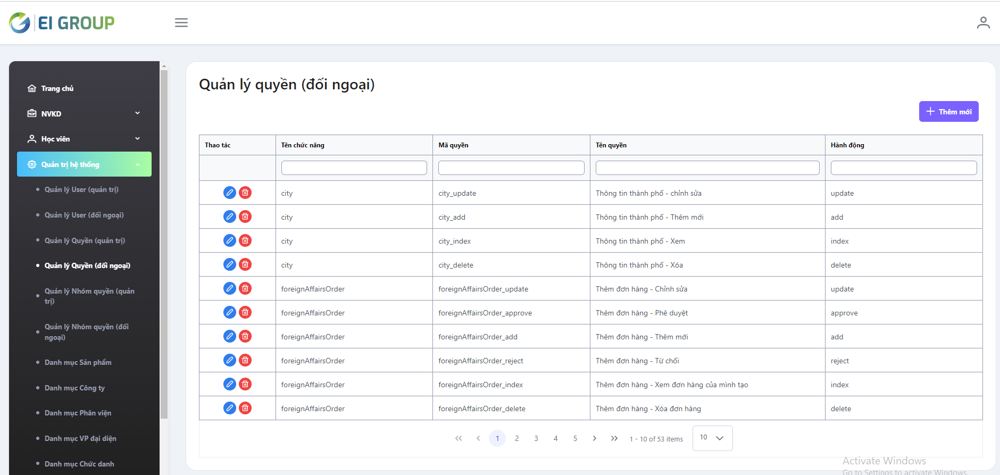 EI GROUP
Trang chủ
NVKD
Học viên
Quản trị hệ thống
Quản lý User (quản trị)
Quản lý User (đối ngoại)
Quản lý Quyền (quản trị)
Quản lý Quyền (đối ngoại)
Quản lý Nhóm quyền (quản
trị)
Quản lý Nhóm quyền (đối
ngoại)
Danh mục Sản phẩm
Danh mục Công ty
Danh mục Phân viện
Danh mục VP đại diện
Danh mục Chức danh
Quản lý quyền (đối ngoại)
Thêm mới
Thao tác Tên chức năng Mã quyền Tên quyền Hành động
city city_update Thông tin thành phố - chỉnh sửa update
city city_add Thông tin thành phố - Thêm mới add
city city_index Thông tin thành phố - Xem index
city city_delete Thông tin thành phố - Xóa delete
foreignAffairsOrder foreignAffairsOrder_update Thêm đơn hàng - Chỉnh sửa update
foreignAffairsOrder foreignAffairsOrder_approve Thêm đơn hàng - Phê duyệt approve
foreignAffairsOrder foreignAffairsOrder_add Thêm đơn hàng - Thêm mới add
foreignAffairsOrder foreignAffairsOrder_reject Thêm đơn hàng - Từ chối reject
foreignAffairsOrder foreignAffairsOrder_index Thêm đơn hàng - Xem đơn hàng của mình tạo index
foreignAffairsOrder foreignAffairsOrder_delete Thêm đơn hàng - Xóa đơn hàng delete
1 2 3 4 5 1 - 10 of 53 items 10
Activate Windows
Go to Settings to activate Windows.